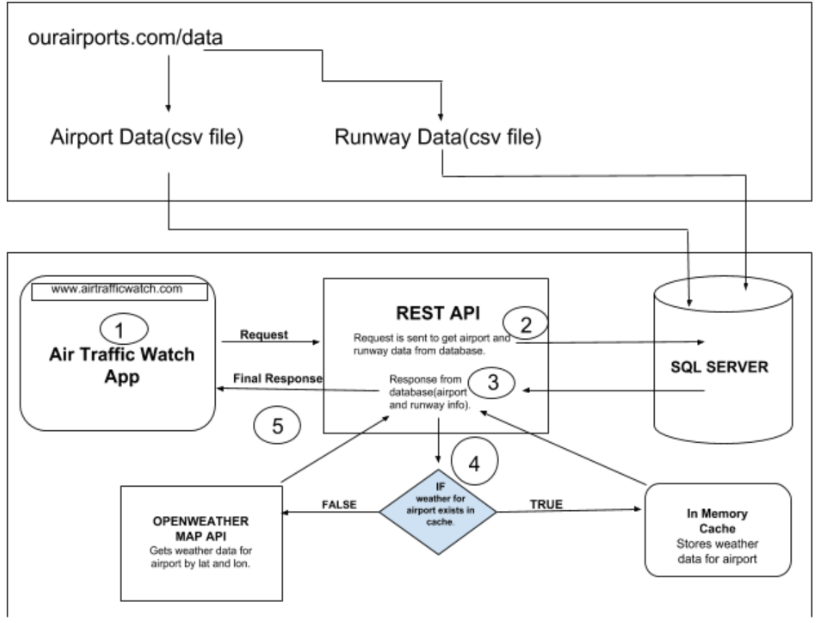 ourairports.com/data
Airport Data(csv file)
Runway Data(csv file)
www.airtrafficwatch.com
1
Air Traffic Watch
App
Request
Final Response
5
REST API
2
Request is sent to get airport and
runway data from database.
Response from
database(airport
and runway info).
3
SQL SERVER
4
IF
weather for
airport exists in
cache.
FALSE
TRUE
OPENWEATHER
MAP API
Gets weather data for
airport by lat and lon.
In Memory
Cache
Stores weather
data for airport